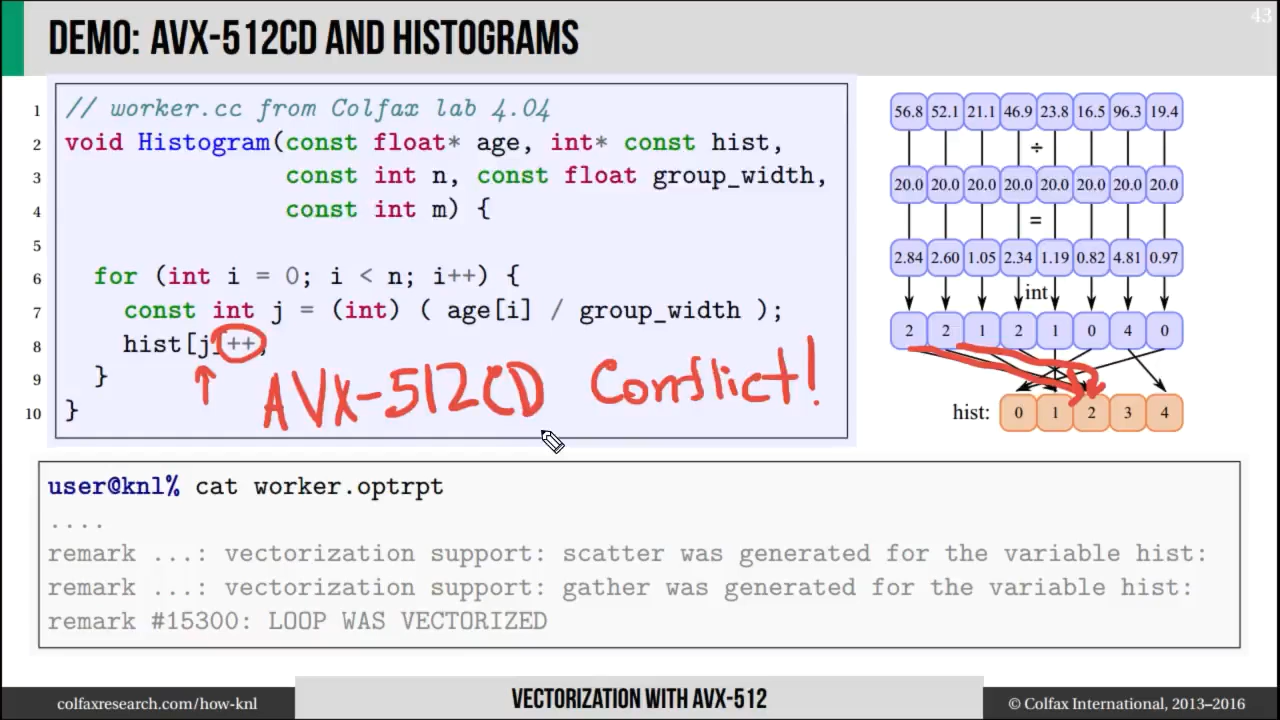 43
DEMO: AVX-512CD AND HISTOGRAMS
1 // worker.cc from Colfax lab 4.04
2 void Histogram(const float* age, int* const hist,
3 const int n, const float group_width,
4 const int m) {
5
6 for (int i = 0; i < n; i++) {
7 const int j = (int) ( age[i] / group_width );
8 hist[j]++;
9 }
10 }
AVX-512CD Conflict!
56.8 52.1 21.1 46.9 23.8 16.5 96.3 19.4
÷
20.0 20.0 20.0 20.0 20.0 20.0 20.0 20.0
=
2.84 2.60 1.05 2.34 1.19 0.82 4.81 0.97
int
2 2 1 2 1 0 4 0
hist: 0 1 2 3 4
user@knl% cat worker.optrpt
....
remark ...: vectorization support: scatter was generated for the variable hist:
remark ...: vectorization support: gather was generated for the variable hist:
remark #15300: LOOP WAS VECTORIZED
colfaxresearch.com/how-knl
VECTORIZATION WITH AVX-512
© Colfax International, 2013–2016